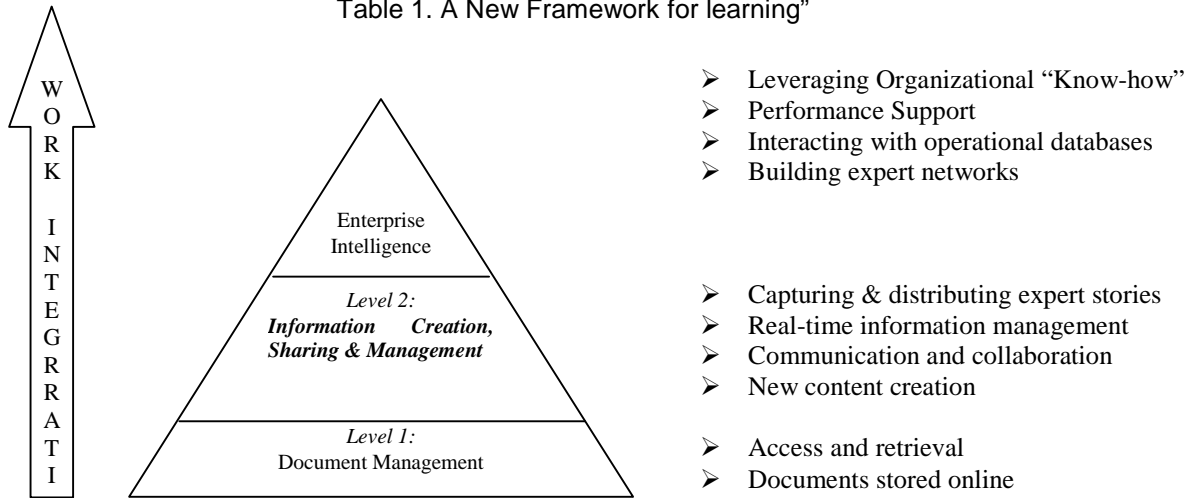 Table 1. A New Framework for learning”
W
O
R
K
I
N
T
E
G
R
R
A
T
I
Enterprise
Intelligence
Level 2:
Information Creation,
Sharing & Management
Level 1:
Document Management
➢ Leveraging Organizational “Know-how”
➢ Performance Support
➢ Interacting with operational databases
➢ Building expert networks
➢ Capturing & distributing expert stories
➢ Real-time information management
➢ Communication and collaboration
➢ New content creation
➢ Access and retrieval
➢ Documents stored online